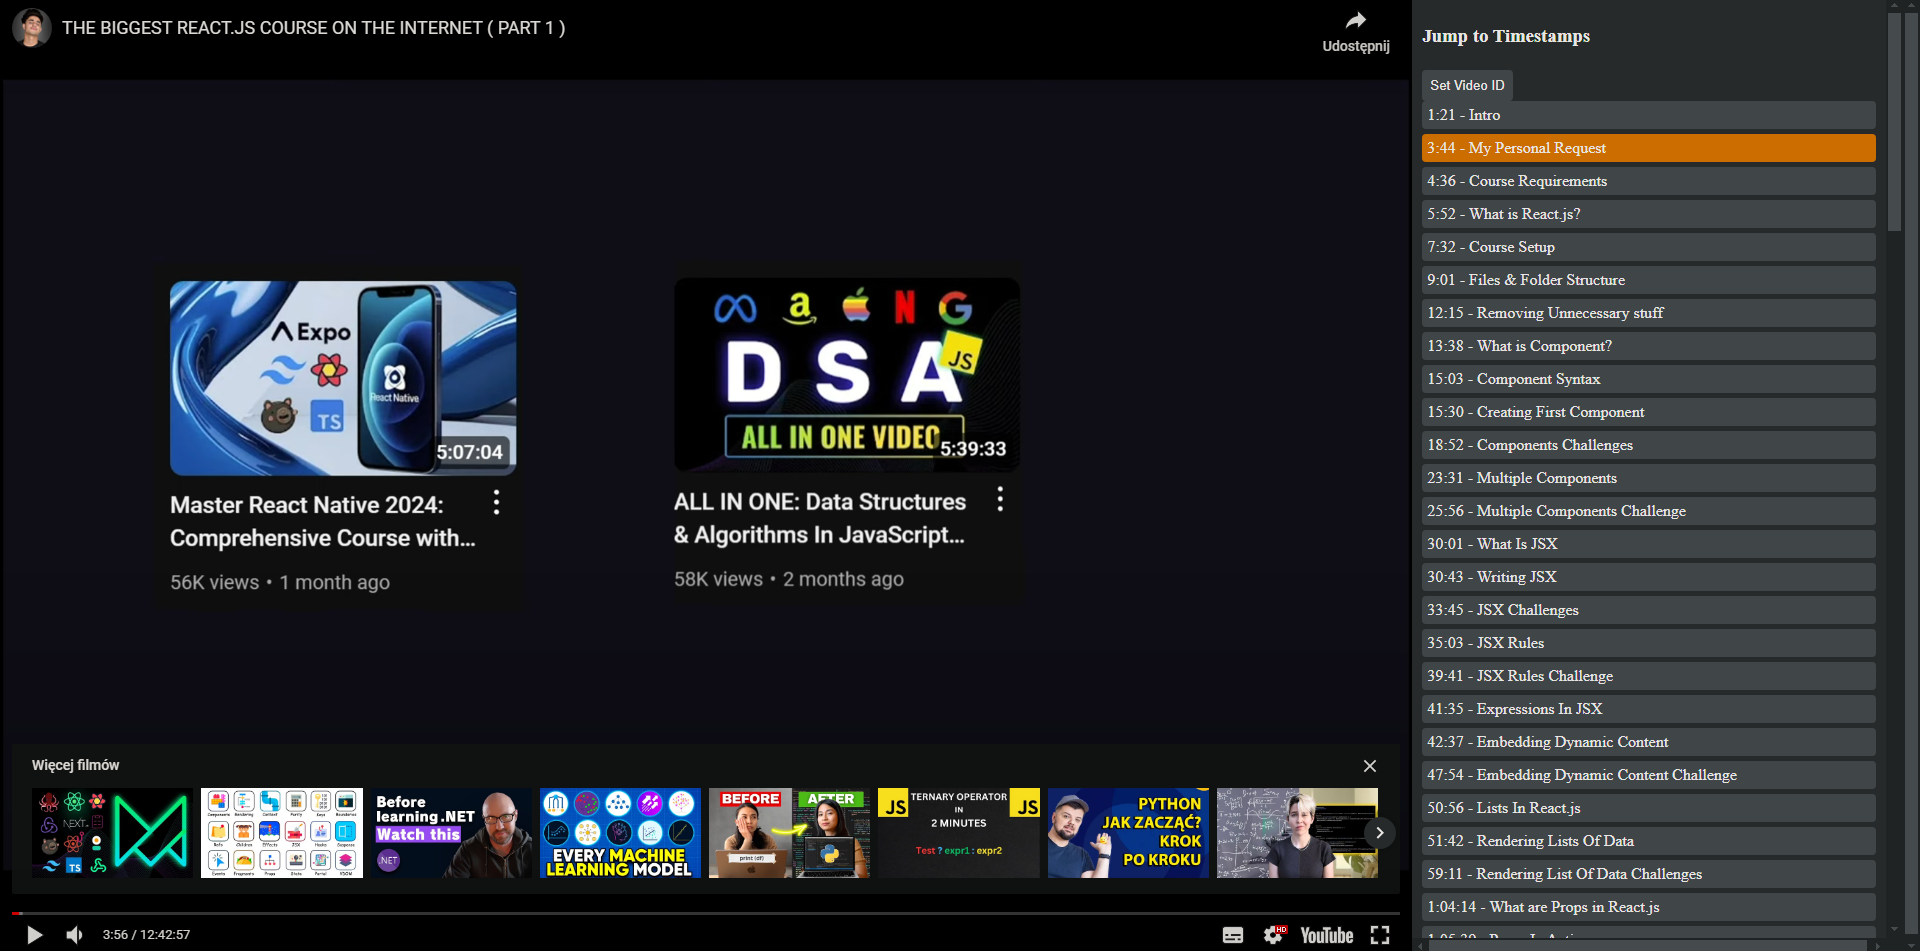 THE BIGGEST REACT.JS COURSE ON THE INTERNET ( PART 1 )
Udostępnij
Expo
React Native
TS
5:07:04
Master React Native 2024:
Comprehensive Course with...
56K views • 1 month ago
DSA
JS
ALL IN ONE VIDEO
5:39:33
ALL IN ONE: Data Structures
& Algorithms In JavaScript...
58K views • 2 months ago
Więcej filmów
NEXT.
TS
Before
learning .NET
Watch this
.NET
EVERY MACHINE
LEARNING MODEL
BEFORE
AFTER
print (df)
JS
TERNARY OPERATOR
IN
2 MINUTES
JS
Test ? expr1 : expr2
PYTHON
JAK ZACZĄĆ?
KROK
PO KROKU
3:56 / 12:42:57
HD
YouTube
Jump to Timestamps
Set Video ID
1:21 - Intro
3:44 - My Personal Request
4:36 - Course Requirements
5:52 - What is React.js?
7:32 - Course Setup
9:01 - Files & Folder Structure
12:15 - Removing Unnecessary stuff
13:38 - What is Component?
15:03 - Component Syntax
15:30 - Creating First Component
18:52 - Components Challenges
23:31 - Multiple Components
25:56 - Multiple Components Challenge
30:01 - What Is JSX
30:43 - Writing JSX
33:45 - JSX Challenges
35:03 - JSX Rules
39:41 - JSX Rules Challenge
41:35 - Expressions In JSX
42:37 - Embedding Dynamic Content
47:54 - Embedding Dynamic Content Challenge
50:56 - Lists In React.js
51:42 - Rendering Lists Of Data
59:11 - Rendering List Of Data Challenges
1:04:14 - What are Props in React.js